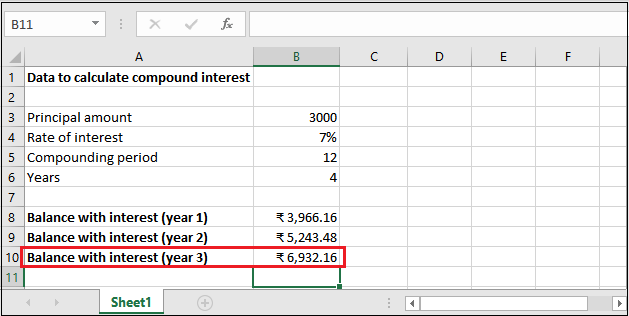 B11 fx
A B C D E F
1 Data to calculate compound interest
2
3 Principal amount 3000
4 Rate of interest 7%
5 Compounding period 12
6 Years 4
7
8 Balance with interest (year 1) ₹ 3,966.16
9 Balance with interest (year 2) ₹ 5,243.48
10 Balance with interest (year 3) ₹ 6,932.16
11
Sheet1